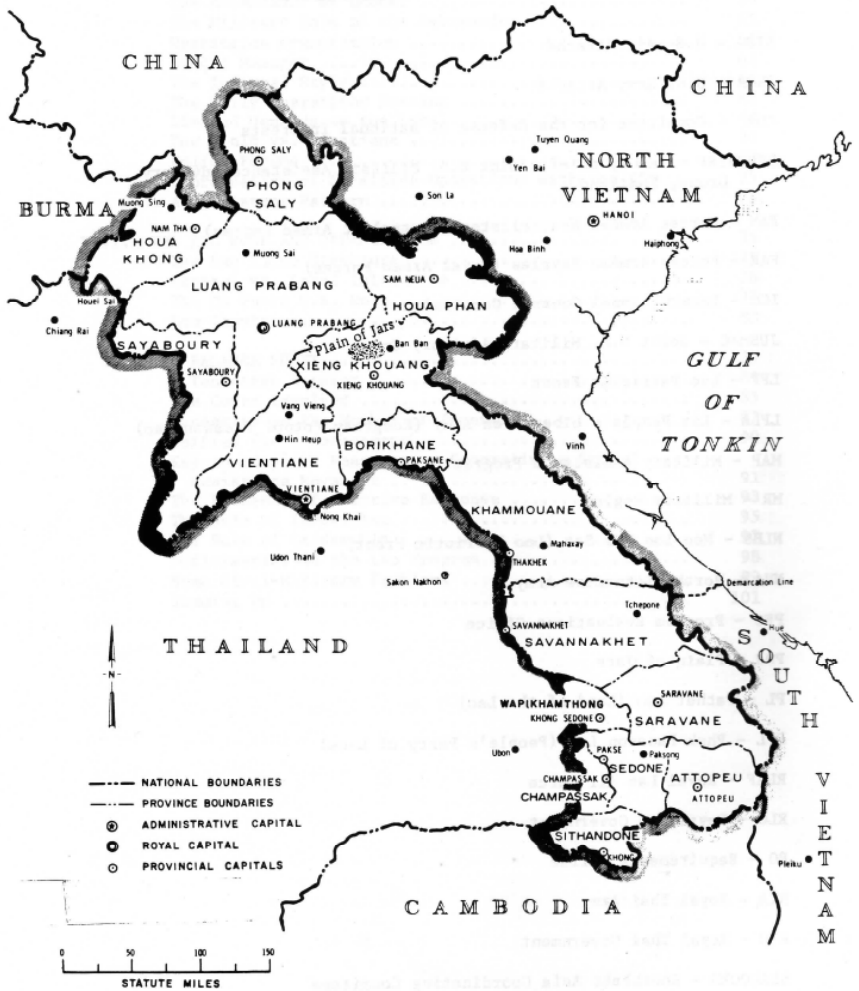 CHINA
CHINA
PHONG SALY
PHONG
SALY
Tuyen Quang
Yen Bai
NORTH
VIETNAM
HANOI
Son La
Hoa Binh
Haiphong
BURMA
Muong Sing
NAM THA
HOUA
KHONG
Muong Sai
LUANG PRABANG
SAM NEUA
HOUA PHAN
Houei Sai
Chiang Rai
SAYABOURY
LUANG PRABANG
Plain of Jars
Ban Ban
XIENG KHOUANG
XIENG KHOUANG
SAYABOURY
GULF
OF
TONKIN
Vang Vieng
Hin Heup
BORIKHANE
VIENTIANE
PAKSANE
Vinh
VIENTIANE
Nong Khai
KHAMMOUANE
Udon Thani
Mahaxay
THAKHEK
Sakon Nakhon
Demarcation Line
Tchepone
SAVANNAKHET
SAVANNAKHET
Hue
THAILAND
SOUTH
VIETNAM
N
WAPIKHAMTHONG
KHONG SEDONE
SARAVANE
SARAVANE
Ubon
PAKSE
Paksong
SEDONE
CHAMPASSAK
CHAMPASSAK
ATTOPEU
ATTOPEU
SITHANDONE
KHONG
Pleiku
CAMBODIA
NATIONAL BOUNDARIES
PROVINCE BOUNDARIES
ADMINISTRATIVE CAPITAL
ROYAL CAPITAL
PROVINCIAL CAPITALS
0 50 100 150
STATUTE MILES